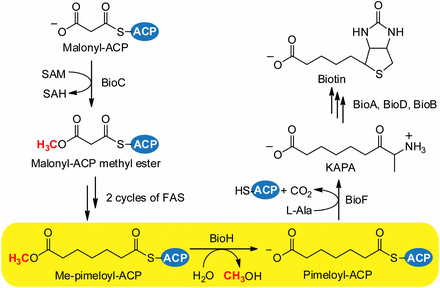 O
O
−
O
S
ACP
Malonyl-ACP
SAM
SAH
BioC
O
O
H₃C
O
S
ACP
Malonyl-ACP methyl ester
2 cycles of FAS
O
O
H₃C
O
S
ACP
Me-pimeloyl-ACP
BioH
H₂O
CH₃OH
O
O
−
O
S
ACP
Pimeloyl-ACP
HS ACP + CO₂
L-Ala
BioF
O
O
−
O
+
NH₃
KAPA
BioA, BioD, BioB
O
HN
NH
O
−
O
S
Biotin